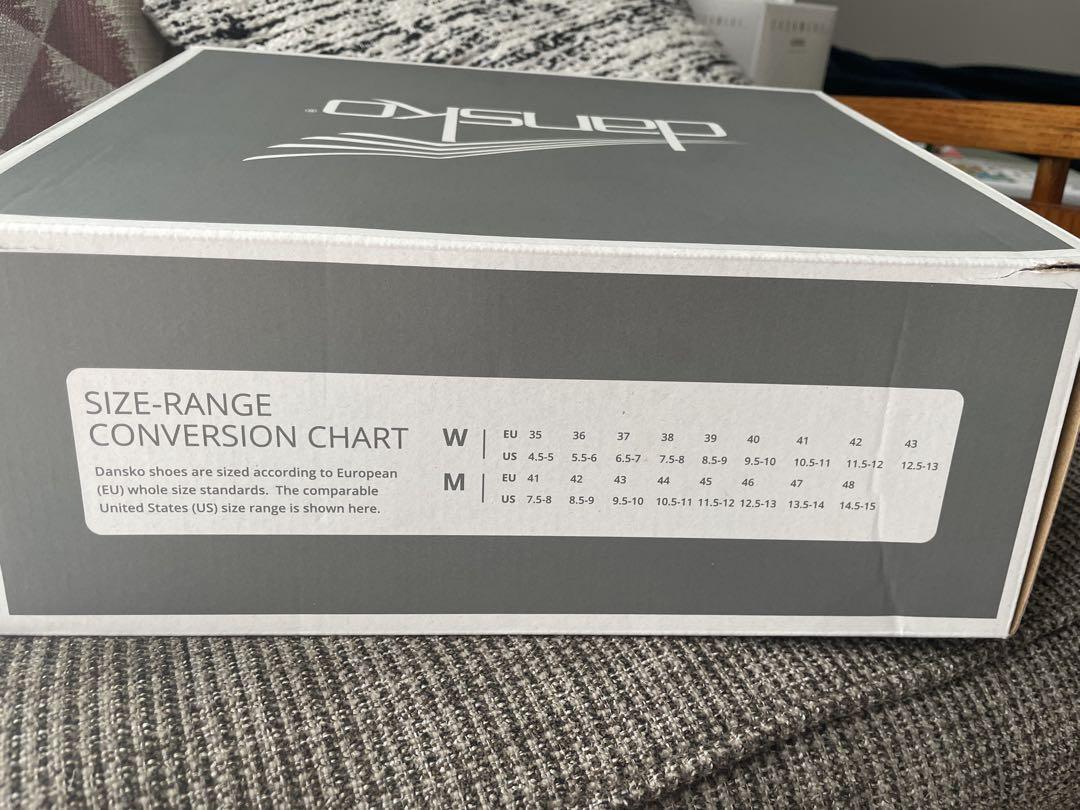 dansko®
SIZE-RANGE
CONVERSION CHART
Dansko shoes are sized according to European
(EU) whole size standards. The comparable
United States (US) size range is shown here.
W EU 35 36 37 38 39 40 41 42 43
US 4.5-5 5.5-6 6.5-7 7.5-8 8.5-9 9.5-10 10.5-11 11.5-12 12.5-13
M EU 41 42 43 44 45 46 47 48
US 7.5-8 8.5-9 9.5-10 10.5-11 11.5-12 12.5-13 13.5-14 14.5-15